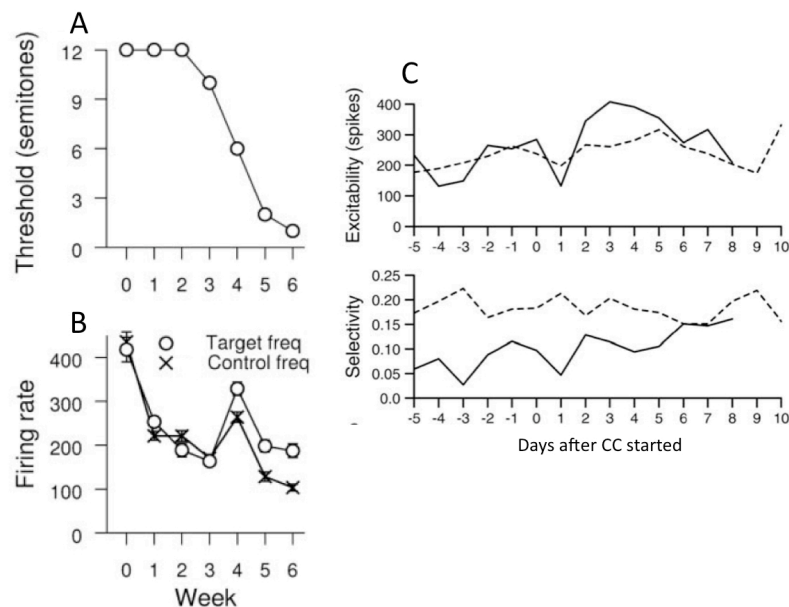 A
Threshold (semitones)
12
9
6
3
0
0 1 2 3 4 5 6
B
Firing rate
400
300
200
100
0
Target freq
Control freq
0 1 2 3 4 5 6
Week
C
Excitability (spikes)
400
300
200
100
0
-5 -4 -3 -2 -1 0 1 2 3 4 5 6 7 8 9 10
Selectivity
0.25
0.20
0.15
0.10
0.05
0.0
-5 -4 -3 -2 -1 0 1 2 3 4 5 6 7 8 9 10
Days after CC started